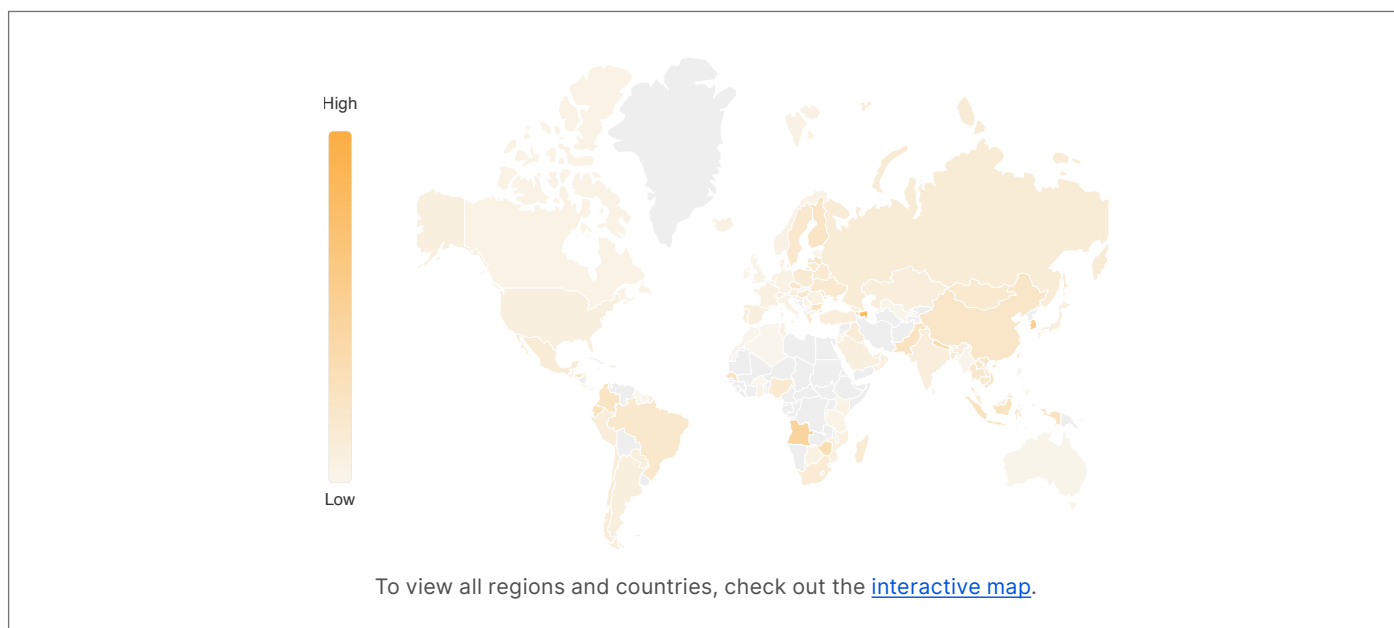 High
Low
To view all regions and countries, check out the interactive map.